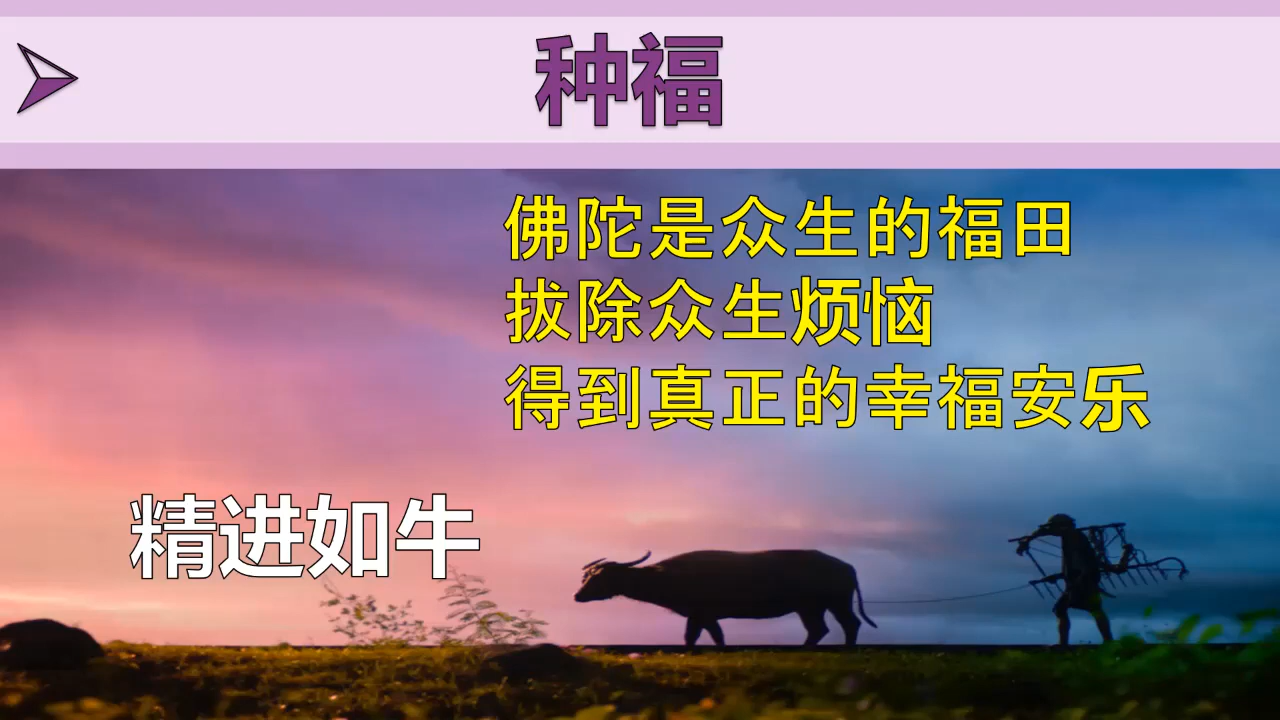 种福
佛陀是众生的福田
拔除众生烦恼
得到真正的幸福安乐
精进如牛